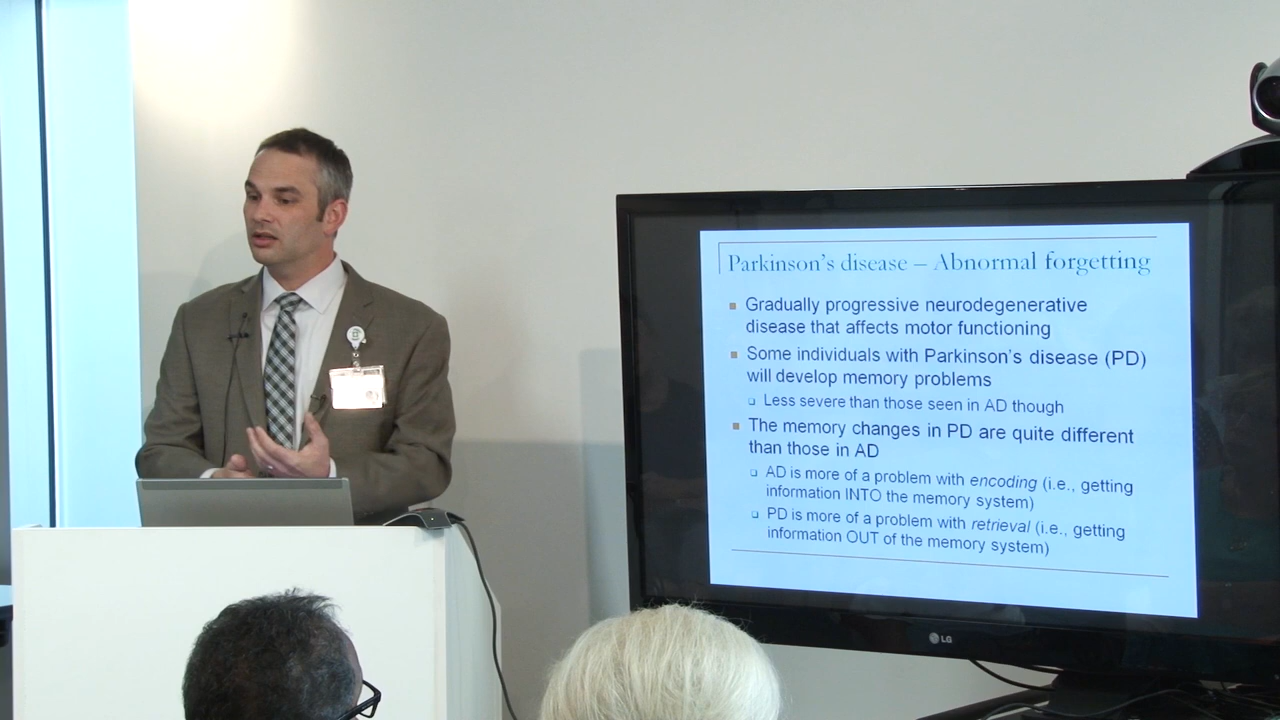 Parkinson's disease – Abnormal forgetting
Gradually progressive neurodegenerative
disease that affects motor functioning
Some individuals with Parkinson's disease (PD)
will develop memory problems
Less severe than those seen in AD though
The memory changes in PD are quite different
than those in AD
AD is more of a problem with encoding (i.e., getting
information INTO the memory system)
PD is more of a problem with retrieval (i.e., getting
information OUT of the memory system)
LG